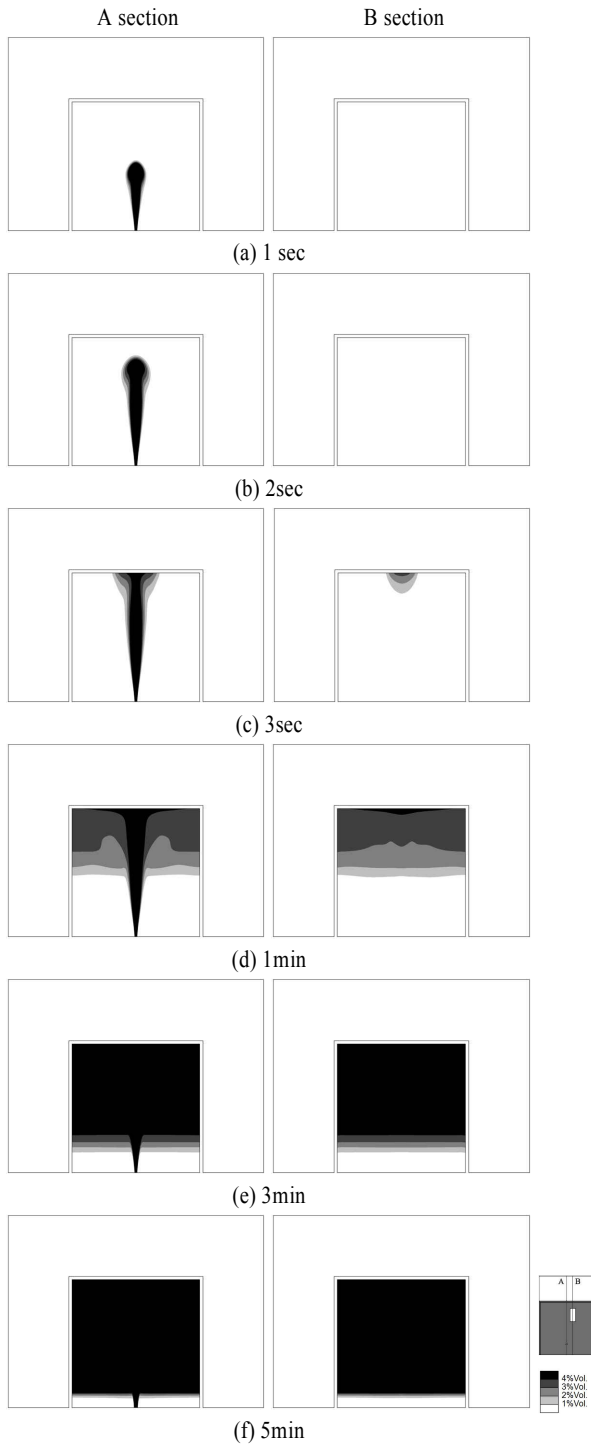 A section B section
(a) 1 sec
(b) 2sec
(c) 3sec
(d) 1min
(e) 3min
A B
4%Vol.
3%Vol.
2%Vol.
1%Vol.
(f) 5min